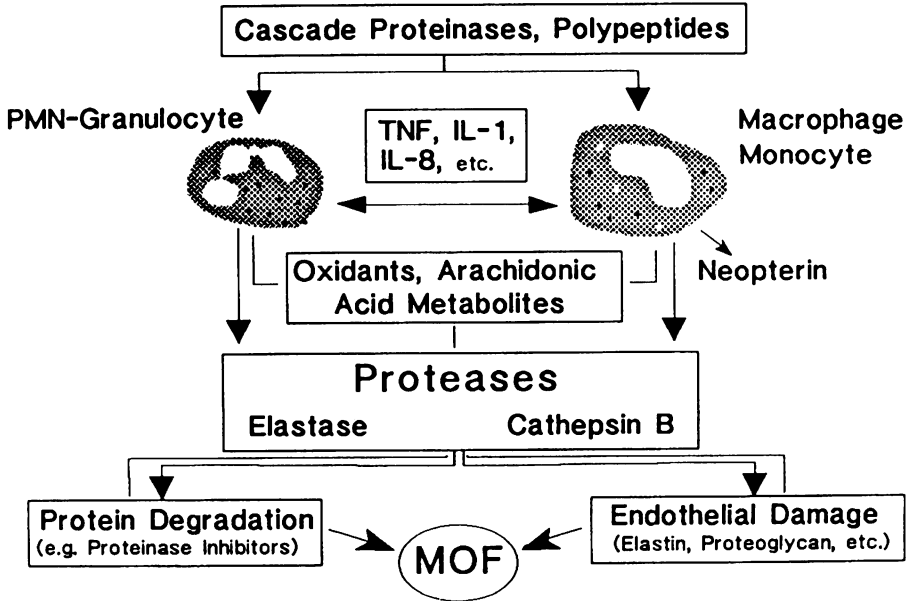 Cascade Proteinases, Polypeptides
PMN-Granulocyte
TNF, IL-1,
IL-8, etc.
Macrophage
Monocyte
Neopterin
Oxidants, Arachidonic
Acid Metabolites
Proteases
Elastase Cathepsin B
Protein Degradation
(e.g. Proteinase Inhibitors)
Endothelial Damage
(Elastin, Proteoglycan, etc.)
MOF